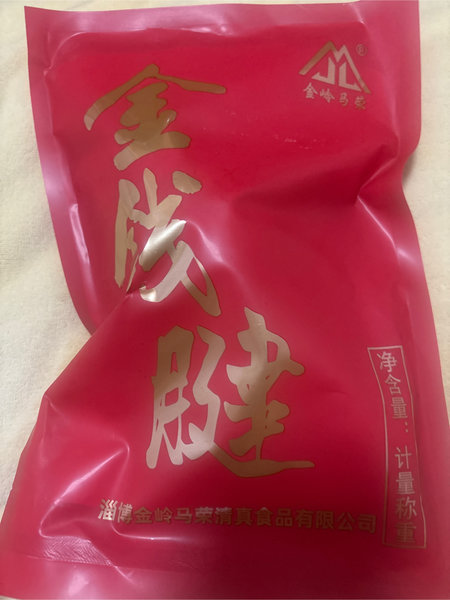 金岭马荣
金钱腱
净含量：计量称重
淄博金岭马荣清真食品有限公司